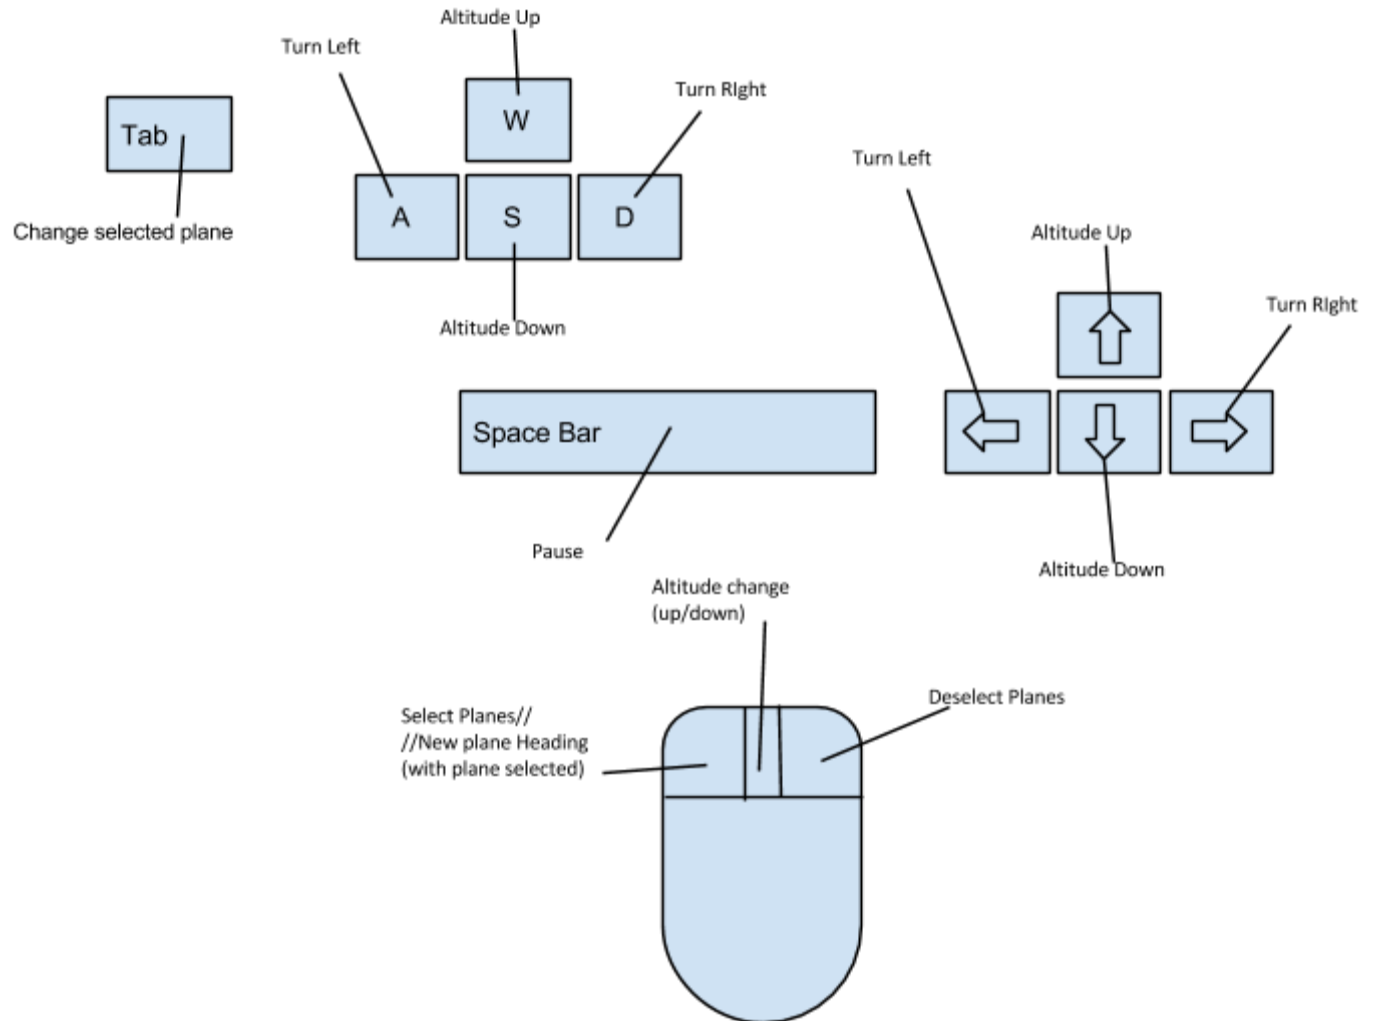 Altitude Up
Turn Left
Turn RIght
Tab
W
Change selected plane
A
S
D
Altitude Down
Turn Left
Altitude Up
Turn RIght
Space Bar
Pause
Altitude Down
Altitude change
(up/down)
Select Planes//
//New plane Heading
(with plane selected)
Deselect Planes